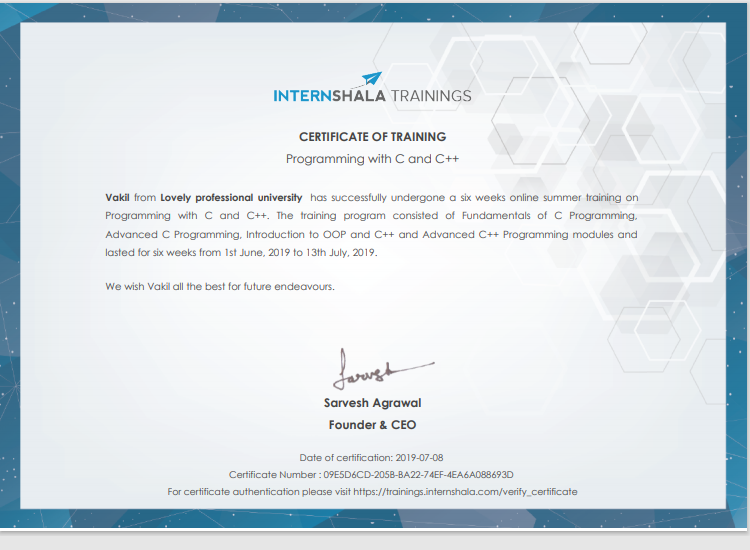 INTERNSHALA TRAININGS
CERTIFICATE OF TRAINING
Programming with C and C++
Vakil from Lovely professional university has successfully undergone a six weeks online summer training on
Programming with C and C++. The training program consisted of Fundamentals of C Programming,
Advanced C Programming, Introduction to OOP and C++ and Advanced C++ Programming modules and
lasted for six weeks from 1st June, 2019 to 13th July, 2019.
We wish Vakil all the best for future endeavours.
Sarvesh
Sarvesh Agrawal
Founder & CEO
Date of certification: 2019-07-08
Certificate Number : 09E5D6CD-205B-BA22-74EF-4EA6A088693D
For certificate authentication please visit https://trainings.internshala.com/verify_certificate